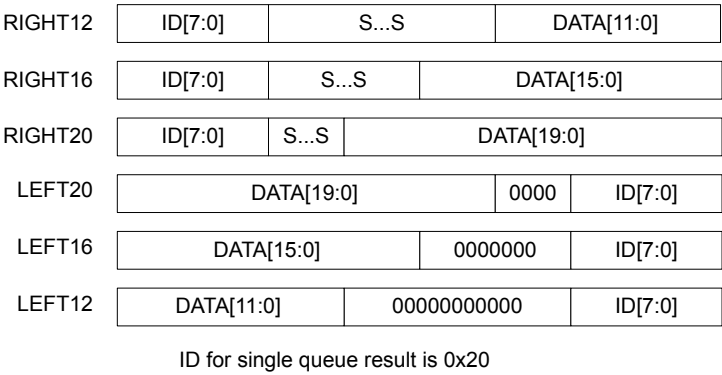 RIGHT12 ID[7:0] S...S DATA[11:0]
RIGHT16 ID[7:0] S...S DATA[15:0]
RIGHT20 ID[7:0] S...S DATA[19:0]
LEFT20 DATA[19:0] 0000 ID[7:0]
LEFT16 DATA[15:0] 0000000 ID[7:0]
LEFT12 DATA[11:0] 00000000000 ID[7:0]
ID for single queue result is 0x20